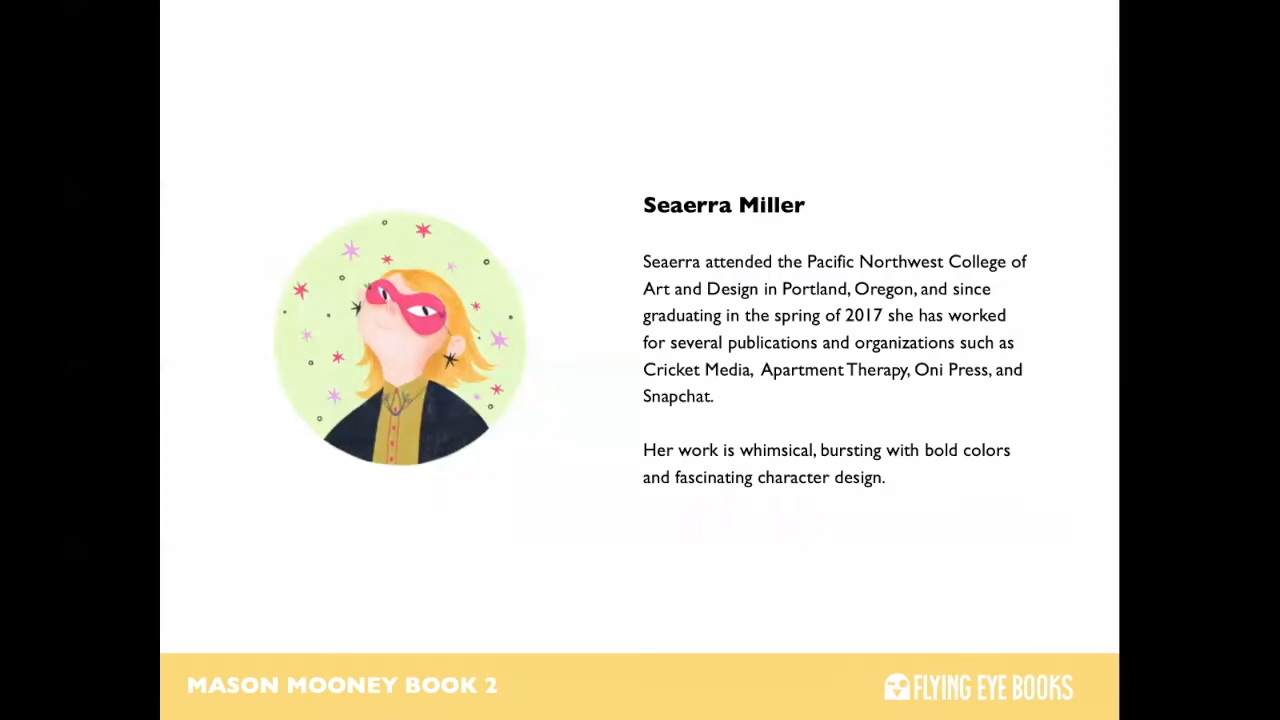 Seaerra Miller
Seaerra attended the Pacific Northwest College of
Art and Design in Portland, Oregon, and since
graduating in the spring of 2017 she has worked
for several publications and organizations such as
Cricket Media, Apartment Therapy, Oni Press, and
Snapchat.
Her work is whimsical, bursting with bold colors
and fascinating character design.
MASON MOONEY BOOK 2
FLYING EYE BOOKS